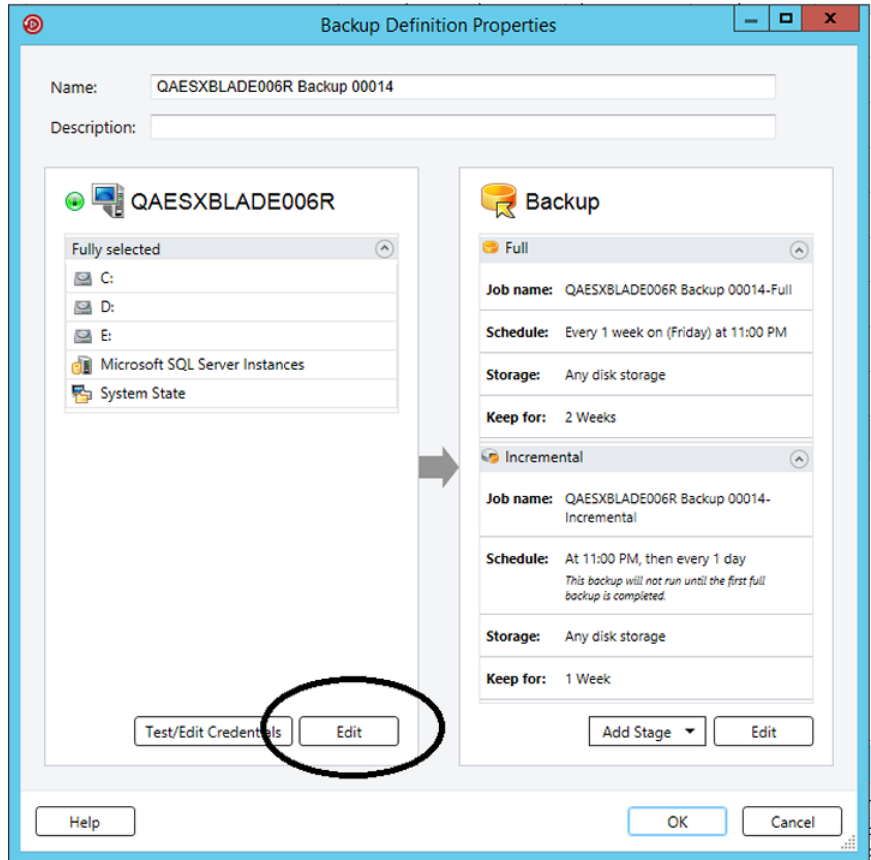 Backup Definition Properties
Name: QAESXBLADE006R Backup 00014
Description:
QAESXBLADE006R
Fully selected
C:
D:
E:
Microsoft SQL Server Instances
System State
Test/Edit Credentials Edit
Backup
Full
Job name: QAESXBLADE006R Backup 00014-Full
Schedule: Every 1 week on (Friday) at 11:00 PM
Storage: Any disk storage
Keep for: 2 Weeks
Incremental
Job name: QAESXBLADE006R Backup 00014-
Incremental
Schedule: At 11:00 PM, then every 1 day
This backup will not run until the first full
backup is completed.
Storage: Any disk storage
Keep for: 1 Week
Add Stage Edit
Help OK Cancel